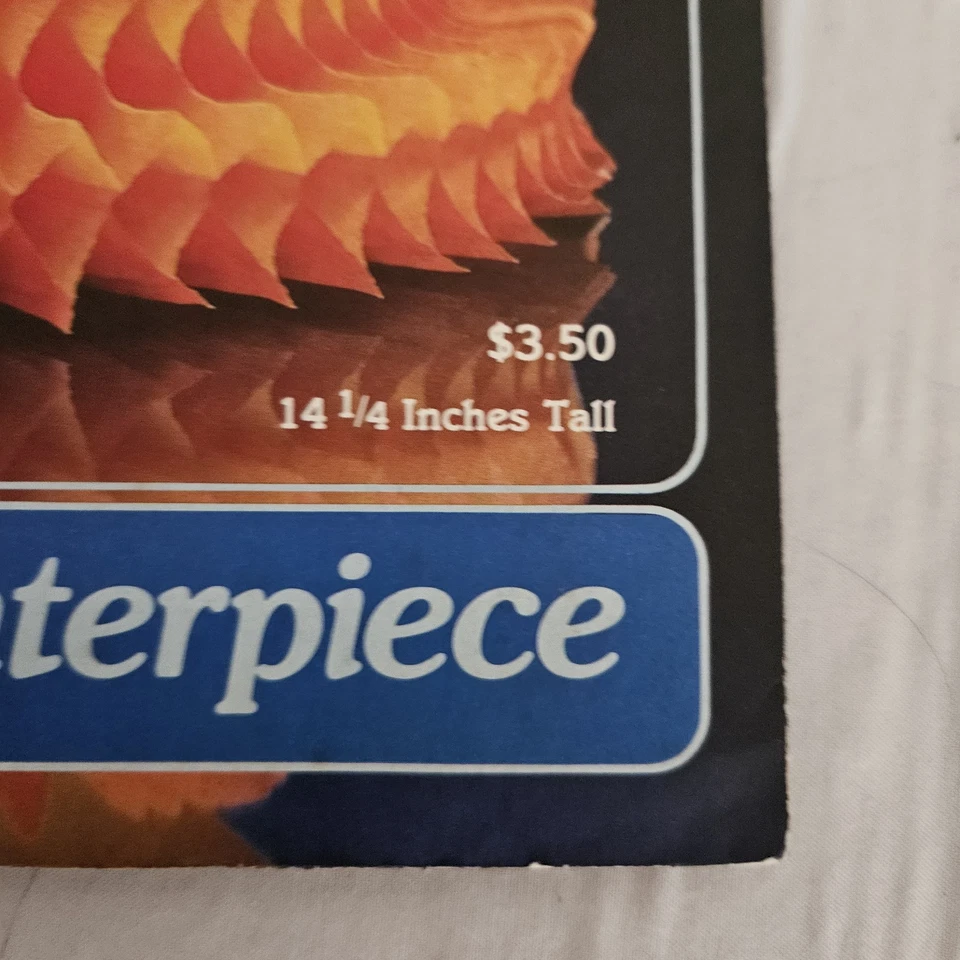 $3.50
14 1/4 Inches Tall
nterpiece